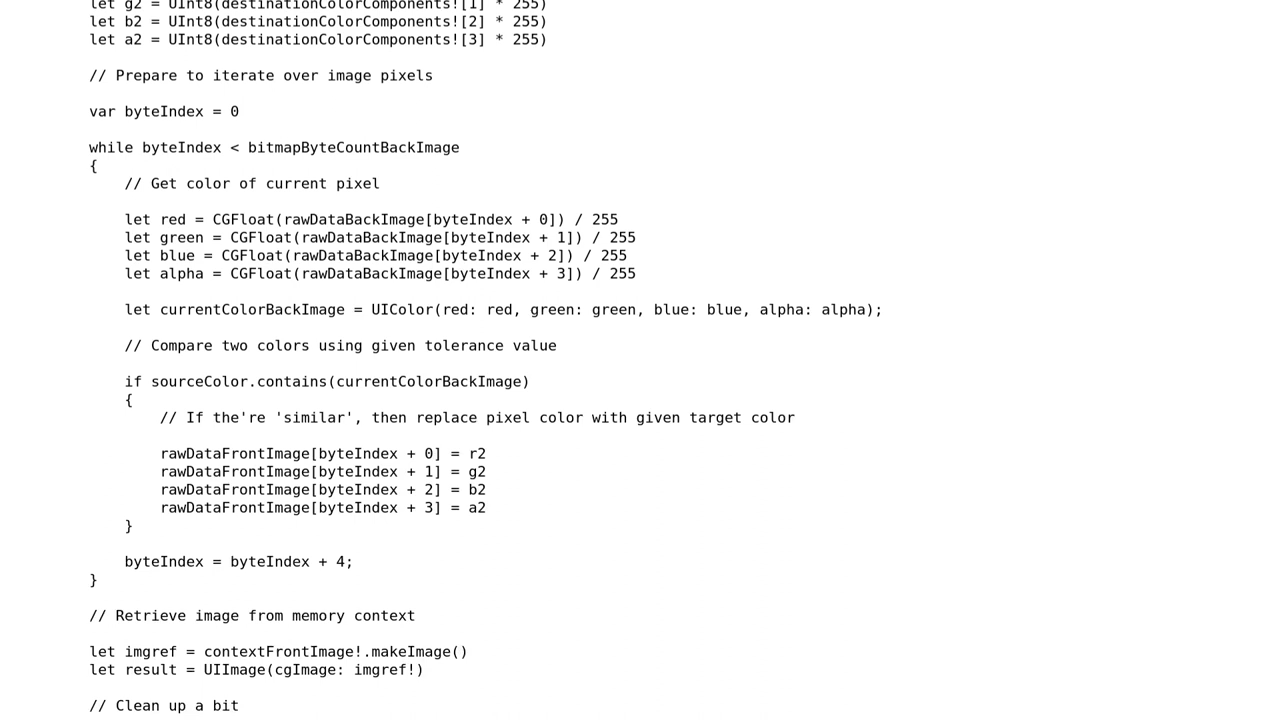 let g2 = UInt8(destinationColorComponents![1] * 255)
let b2 = UInt8(destinationColorComponents![2] * 255)
let a2 = UInt8(destinationColorComponents![3] * 255)
// Prepare to iterate over image pixels
var byteIndex = 0
while byteIndex < bitmapByteCountBackImage
{
// Get color of current pixel
let red = CGFloat(rawDataBackImage[byteIndex + 0]) / 255
let green = CGFloat(rawDataBackImage[byteIndex + 1]) / 255
let blue = CGFloat(rawDataBackImage[byteIndex + 2]) / 255
let alpha = CGFloat(rawDataBackImage[byteIndex + 3]) / 255
let currentColorBackImage = UIColor(red: red, green: green, blue: blue, alpha: alpha);
// Compare two colors using given tolerance value
if sourceColor.contains(currentColorBackImage)
{
// If the're 'similar', then replace pixel color with given target color
rawDataFrontImage[byteIndex + 0] = r2
rawDataFrontImage[byteIndex + 1] = g2
rawDataFrontImage[byteIndex + 2] = b2
rawDataFrontImage[byteIndex + 3] = a2
}
byteIndex = byteIndex + 4;
}
// Retrieve image from memory context
let imgref = contextFrontImage!.makeImage()
let result = UIImage(cgImage: imgref!)
// Clean up a bit